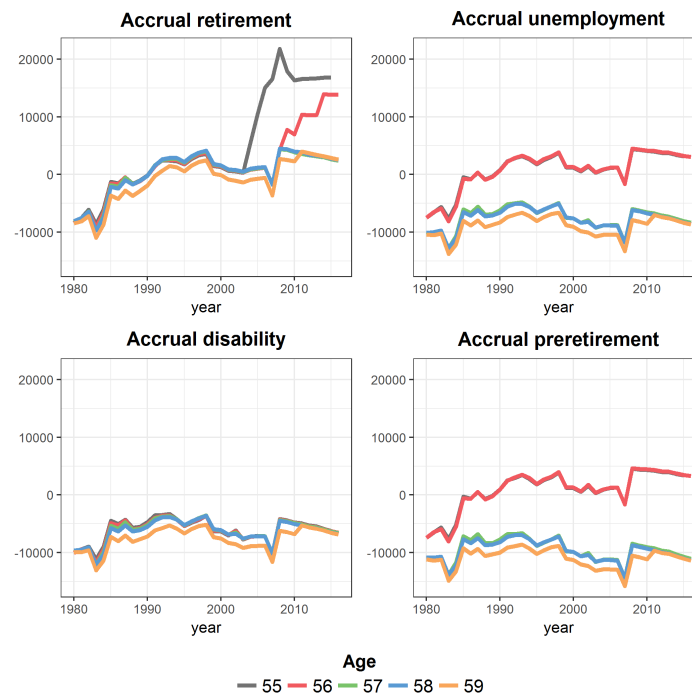 Accrual retirement
20000
10000
0
-10000
1980 1990 2000 2010
year
Accrual unemployment
20000
10000
0
-10000
1980 1990 2000 2010
year
Accrual disability
20000
10000
0
-10000
1980 1990 2000 2010
year
Accrual preretirement
20000
10000
0
-10000
1980 1990 2000 2010
year
Age
55 56 57 58 59